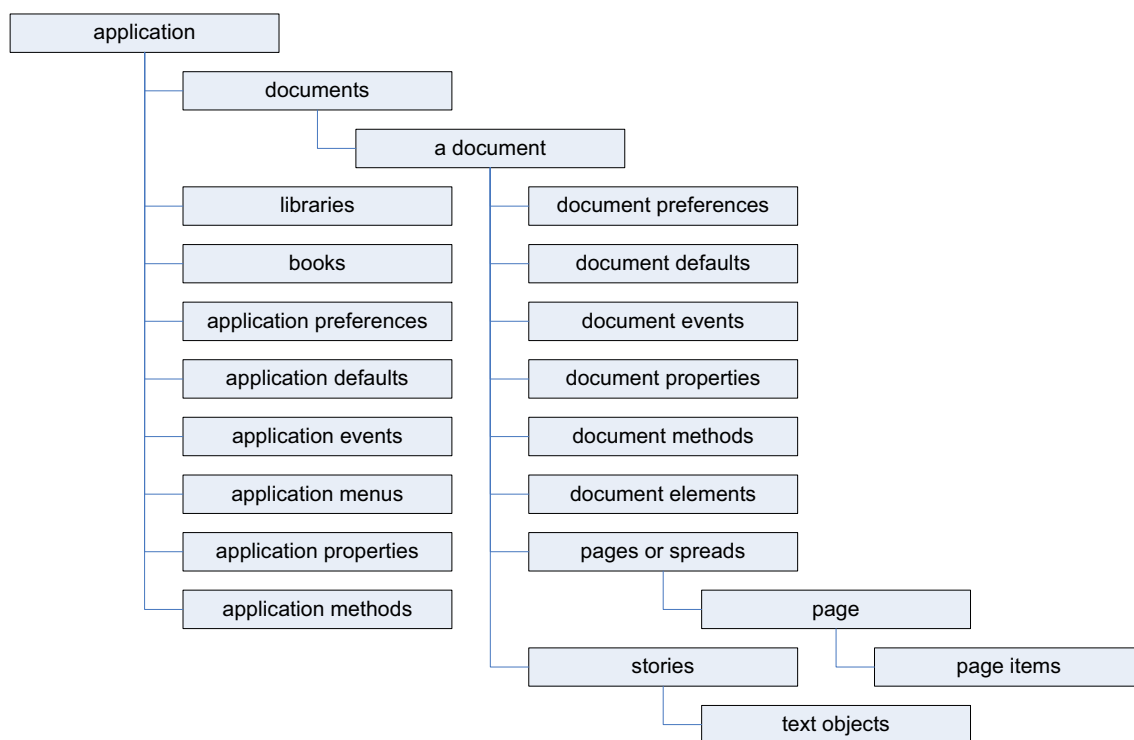 application
documents
a document
libraries
document preferences
books
document defaults
application preferences
document events
application defaults
document properties
application events
document methods
application menus
document elements
application properties
pages or spreads
application methods
page
stories
page items
text objects